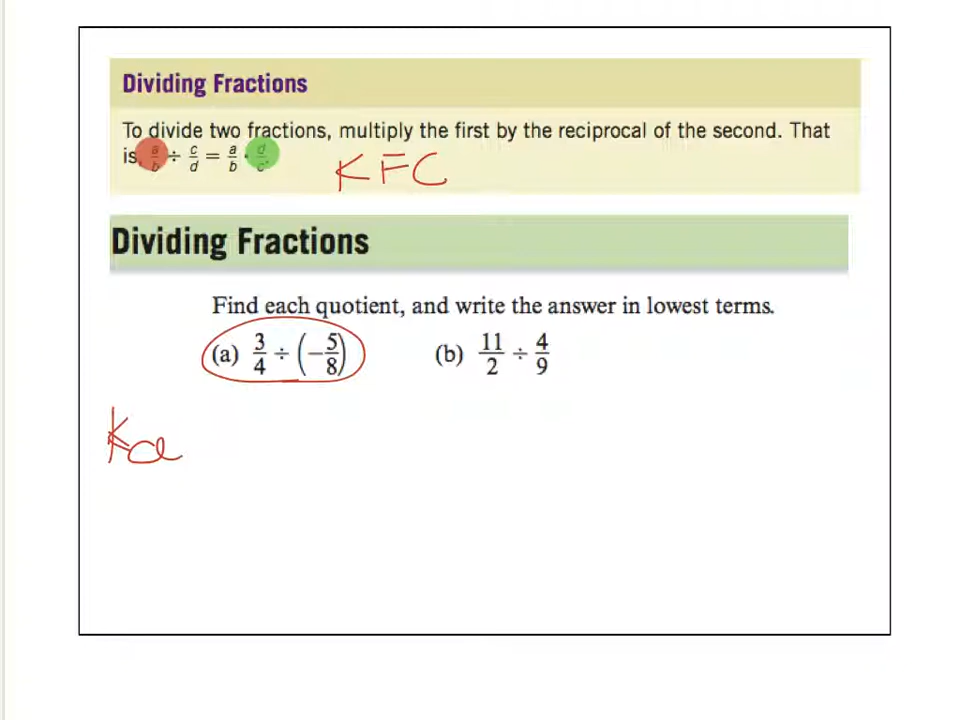 Dividing Fractions
To divide two fractions, multiply the first by the reciprocal of the second. That
is, a/b ÷ c/d = a/b · d/c.
KFC
Dividing Fractions
Find each quotient, and write the answer in lowest terms.
(a) 3/4 ÷ (−5/8) (b) 11/2 ÷ 4/9